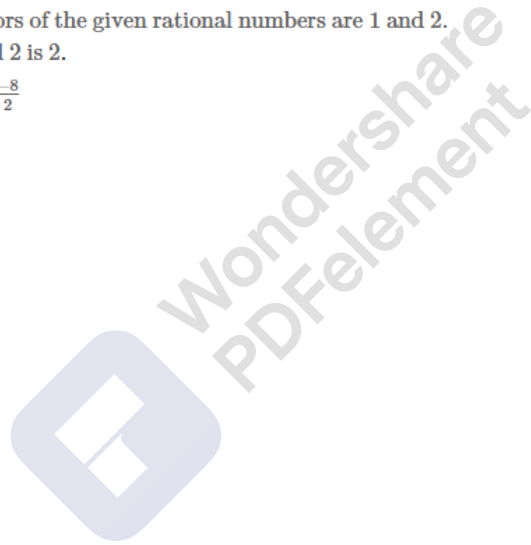 ors of the given rational numbers are 1 and 2.
2 is 2.
-8
2
Wondershare
PDFelement